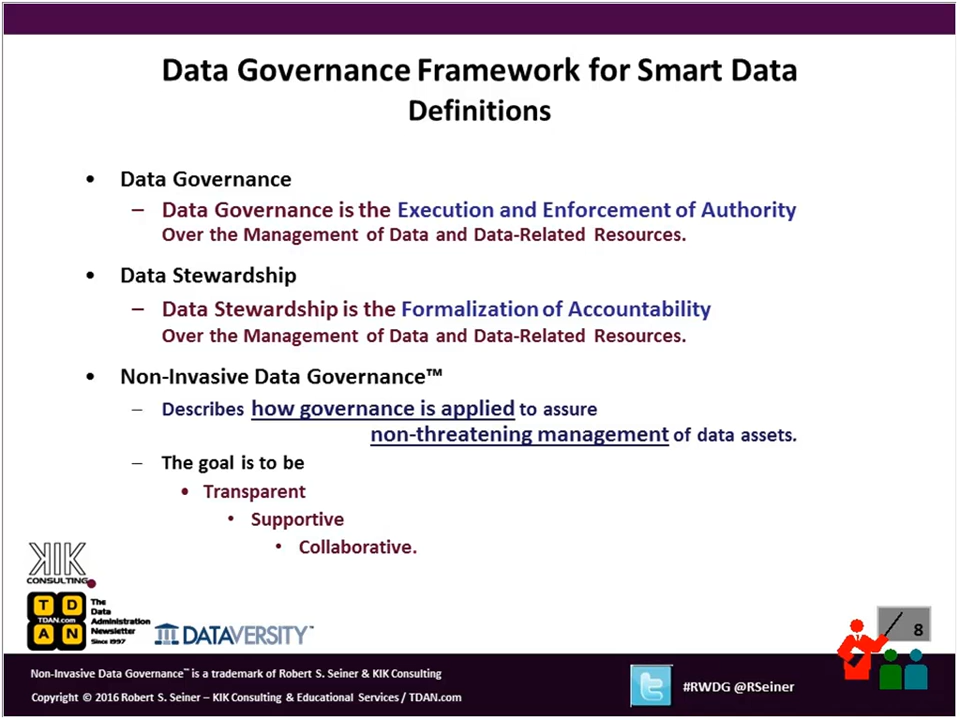 Data Governance Framework for Smart Data
Definitions
• Data Governance
– Data Governance is the Execution and Enforcement of Authority
Over the Management of Data and Data-Related Resources.
• Data Stewardship
– Data Stewardship is the Formalization of Accountability
Over the Management of Data and Data-Related Resources.
• Non-Invasive Data Governance™
– Describes how governance is applied to assure
non-threatening management of data assets.
– The goal is to be
• Transparent
• Supportive
• Collaborative.
KIK
CONSULTING
T D
TDAN.com
A N
The
Data
Administration
Newsletter
Since 1997
DATAVERSITY™
8
Non-Invasive Data Governance™ is a trademark of Robert S. Seiner & KIK Consulting
Copyright © 2016 Robert S. Seiner – KIK Consulting & Educational Services / TDAN.com
#RWDG @RSeiner